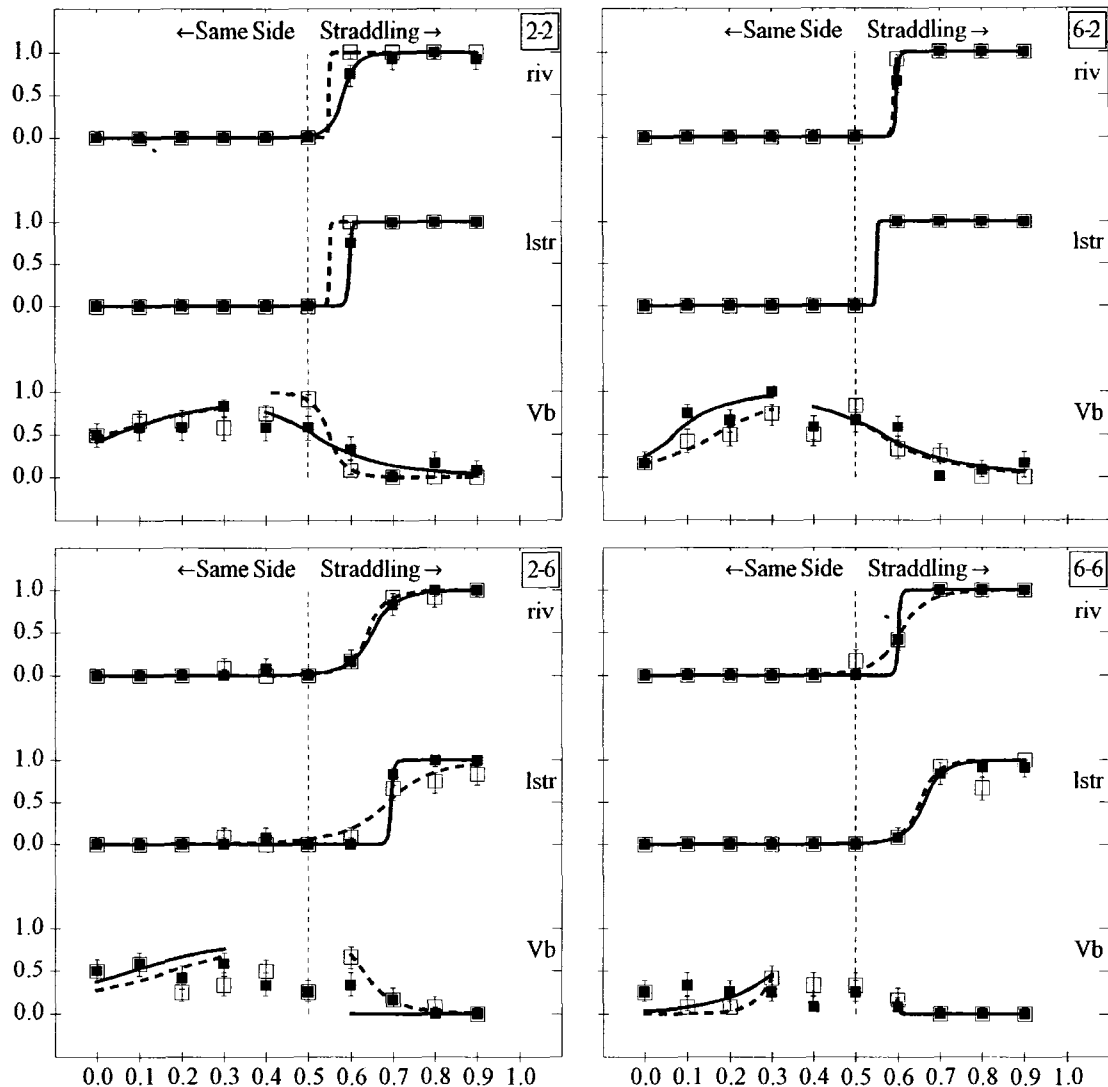 ←Same Side Straddling→ 2-2
1.0 riv
0.5
0.0
1.0 lstr
0.5
0.0
1.0 Vb
0.5
0.0
←Same Side Straddling→ 6-2
riv
lstr
Vb
←Same Side Straddling→ 2-6
1.0 riv
0.5
0.0
1.0 lstr
0.5
0.0
1.0 Vb
0.5
0.0
0.0 0.1 0.2 0.3 0.4 0.5 0.6 0.7 0.8 0.9 1.0
←Same Side Straddling→ 6-6
riv
lstr
Vb
0.0 0.1 0.2 0.3 0.4 0.5 0.6 0.7 0.8 0.9 1.0